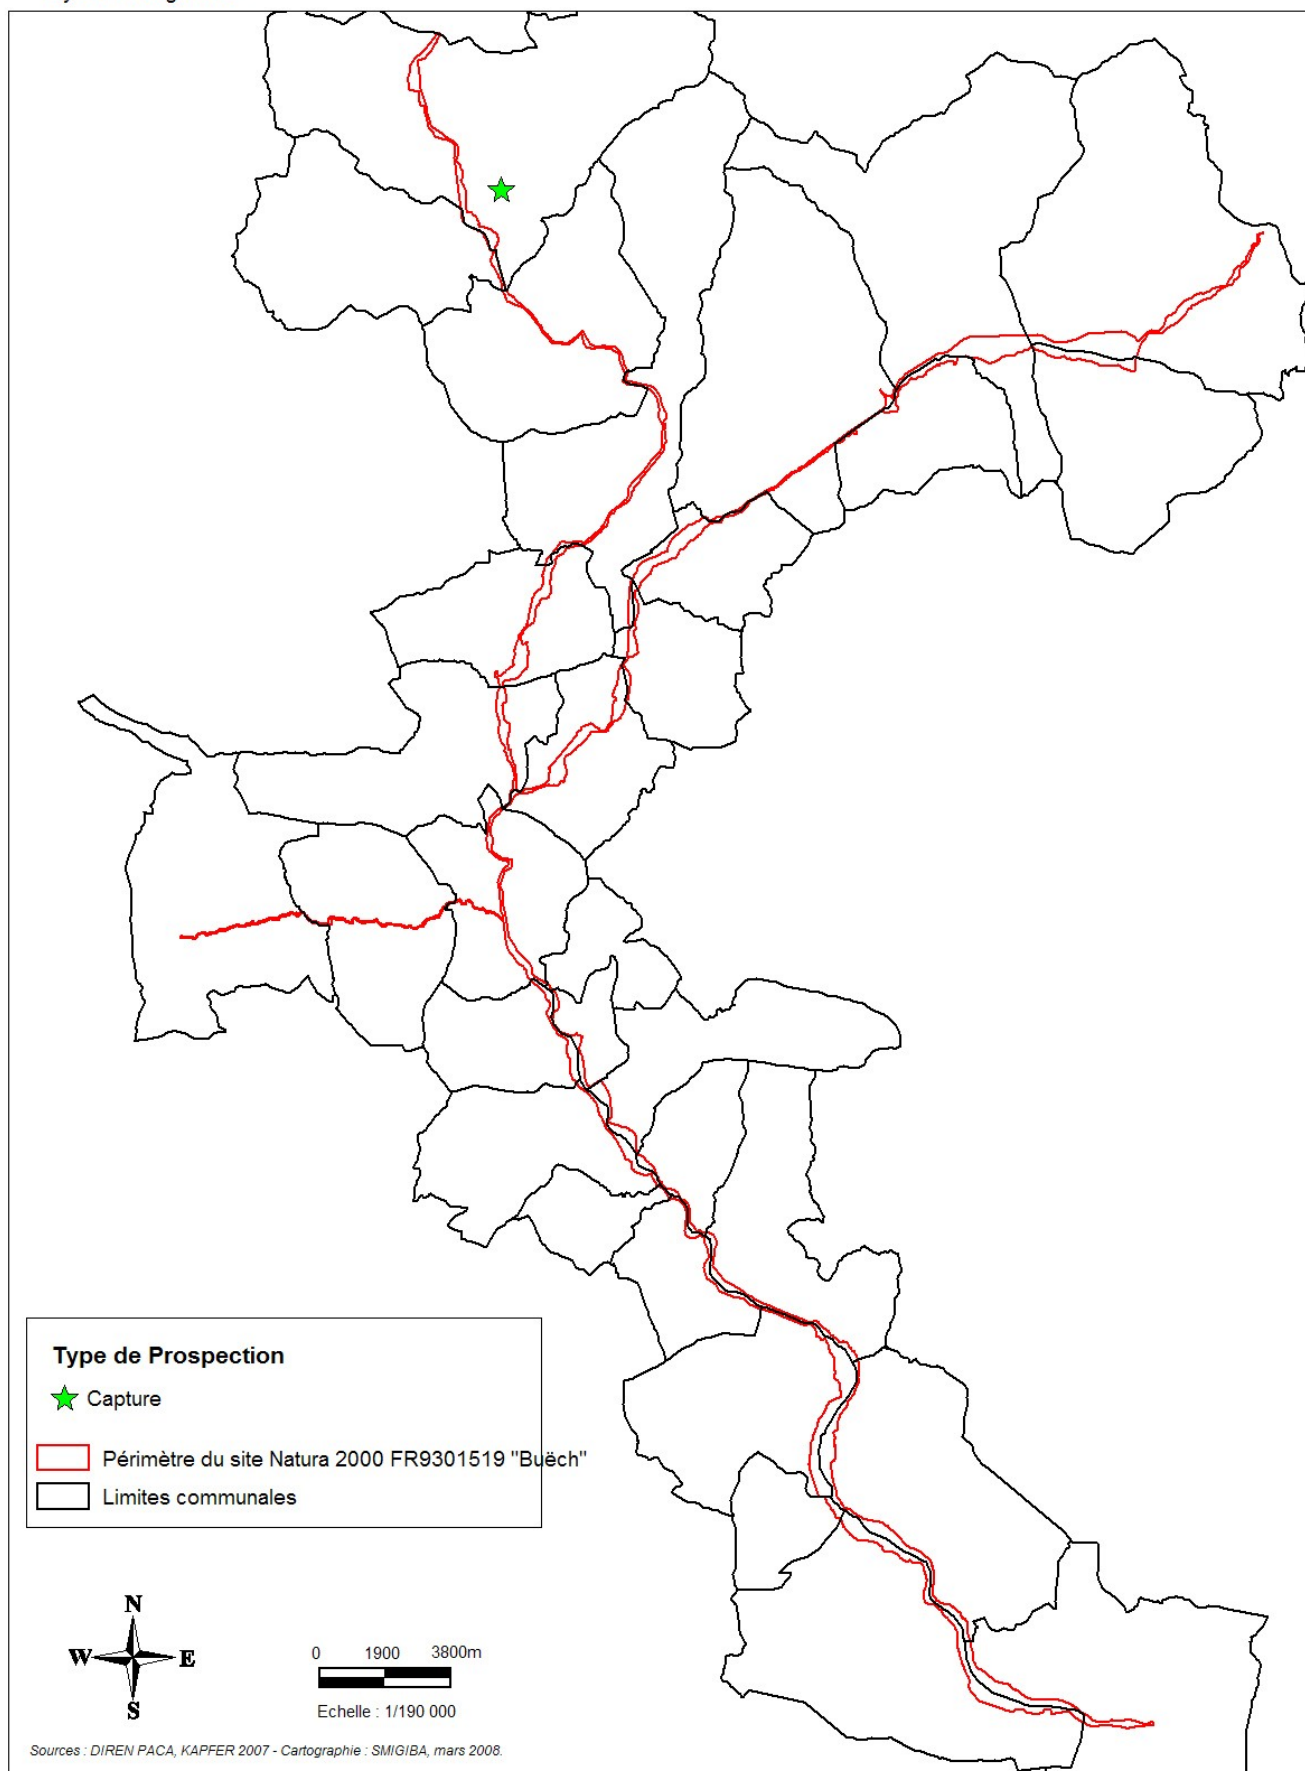 Type de Prospection
Capture
Périmètre du site Natura 2000 FR9301519 "Buëch"
Limites communales
N
W E
S
0 1900 3800m
Echelle : 1/190 000
Sources : DIREN PACA, KAPFER 2007 - Cartographie : SMIGIBA, mars 2008.